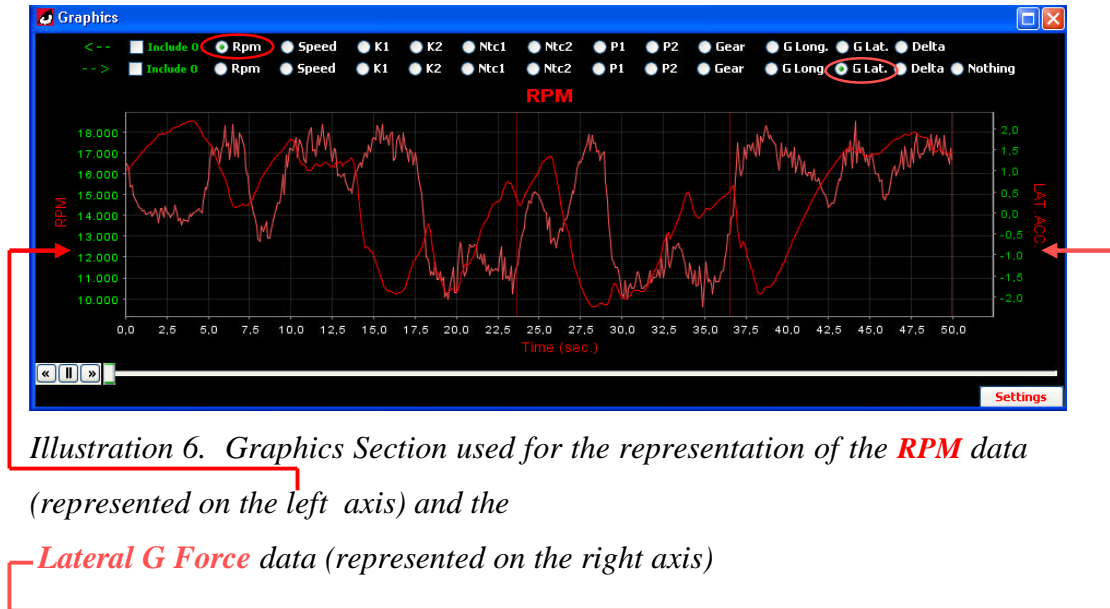 Graphics
<-- Include 0 Rpm Speed K1 K2 Ntc1 Ntc2 P1 P2 Gear G Long. G Lat. Delta
--> Include 0 Rpm Speed K1 K2 Ntc1 Ntc2 P1 P2 Gear G Long. G Lat. Delta Nothing
RPM
18.000
17.000
16.000
15.000
14.000
13.000
12.000
11.000
10.000
RPM
2,0
1,5
1,0
0,5
0,0
-0,5
-1,0
-1,5
-2,0
LAT.ACC.
0,0 2,5 5,0 7,5 10,0 12,5 15,0 17,5 20,0 22,5 25,0 27,5 30,0 32,5 35,0 37,5 40,0 42,5 45,0 47,5 50,0
Time (sec.)
Settings
Illustration 6. Graphics Section used for the representation of the RPM data
(represented on the left axis) and the
Lateral G Force data (represented on the right axis)